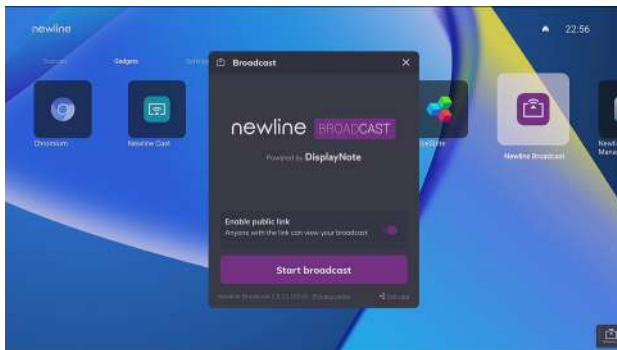 newline
22:56
Gadgets
Chromium
Newline Cast
Newline Broadcast
Broadcast
newline BROADCAST
Powered by DisplayNote
Enable public link
Anyone with the link can view your broadcast
Start broadcast